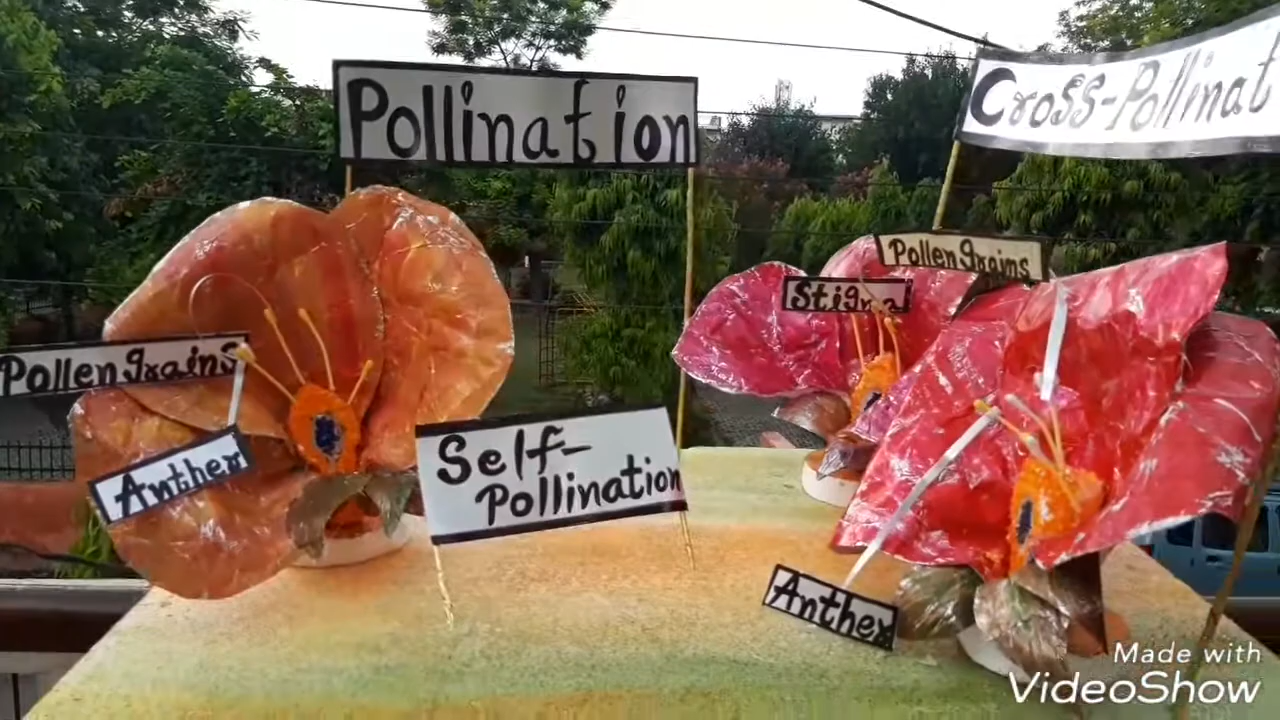 Pollination
Cross-Pollinat
Pollen grains
Stigma
Pollen grains
Anther
Self-
Pollination
Anther
Made with
VideoShow